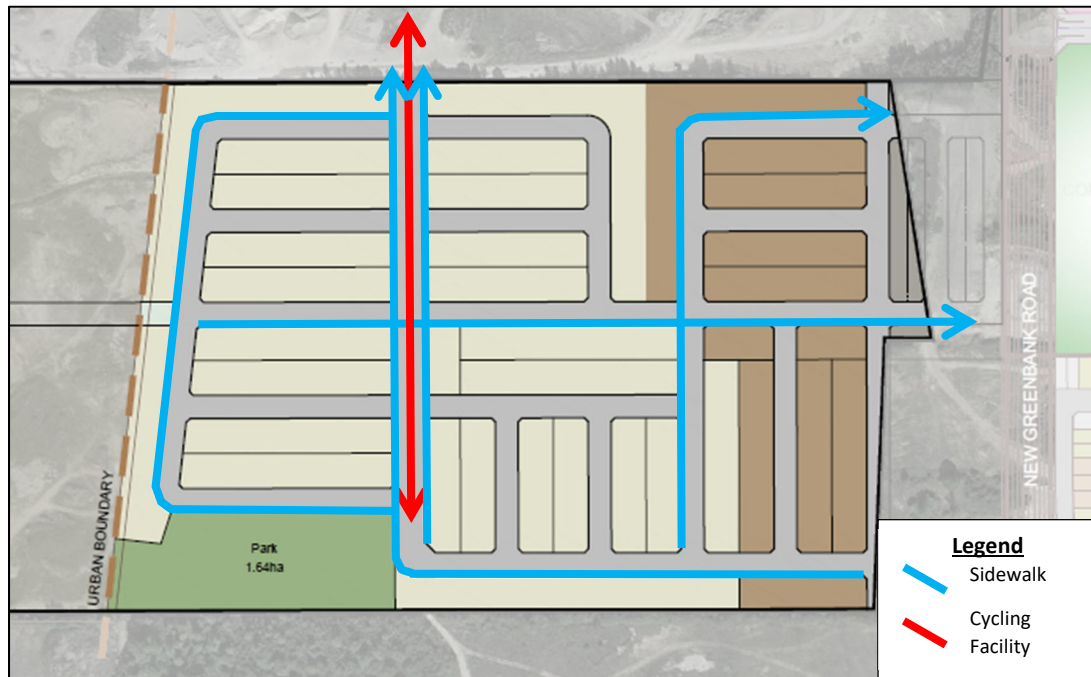 URBAN BOUNDARY
Park
1.64ha
NEW GREENBANK ROAD
Legend
Sidewalk
Cycling
Facility